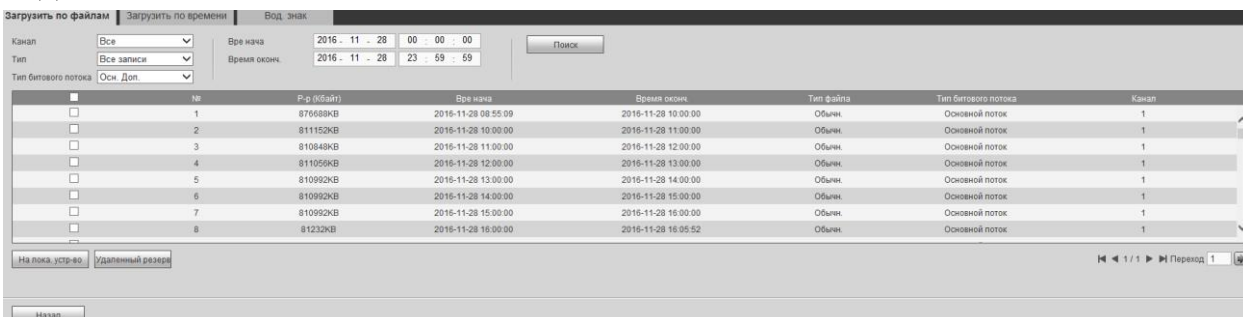 Загрузить по файлам Загрузить по времени Вод. знак
Канал Все Вре нача 2016 - 11 - 28 00 : 00 : 00 Поиск
Тип Все записи Время оконч. 2016 - 11 - 28 23 : 59 : 59
Тип битового потока Осн. Доп.
№ Р-р (Кбайт) Вре нача Время оконч. Тип файла Тип битового потока Канал
1 876688KB 2016-11-28 08:55:09 2016-11-28 10:00:00 Обычн. Основной поток 1
2 811152KB 2016-11-28 10:00:00 2016-11-28 11:00:00 Обычн. Основной поток 1
3 810848KB 2016-11-28 11:00:00 2016-11-28 12:00:00 Обычн. Основной поток 1
4 811056KB 2016-11-28 12:00:00 2016-11-28 13:00:00 Обычн. Основной поток 1
5 810992KB 2016-11-28 13:00:00 2016-11-28 14:00:00 Обычн. Основной поток 1
6 810992KB 2016-11-28 14:00:00 2016-11-28 15:00:00 Обычн. Основной поток 1
7 810992KB 2016-11-28 15:00:00 2016-11-28 16:00:00 Обычн. Основной поток 1
8 81232KB 2016-11-28 16:00:00 2016-11-28 16:05:52 Обычн. Основной поток 1
На пока. устр-во Удаленный резерв 1 / 1 Переход 1
Назад